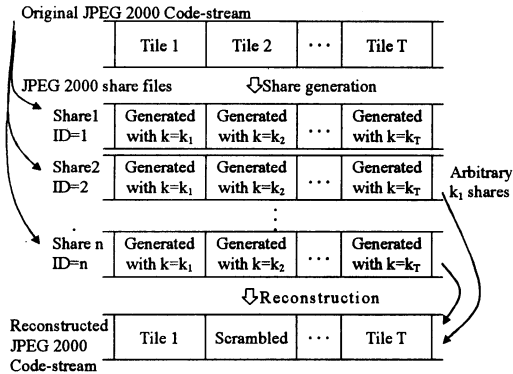 Original JPEG 2000 Code-stream
Tile 1 Tile 2 ··· Tile T
JPEG 2000 share files Share generation
Share1 Generated Generated Generated
ID=1 with k=k1 with k=k2 ··· with k=kT
Share2 Generated Generated Generated
ID=2 with k=k1 with k=k2 ··· with k=kT
Arbitrary
k1 shares
Share n Generated Generated Generated
ID=n with k=k1 with k=k2 ··· with k=kT
Reconstruction
Reconstructed
JPEG 2000
Code-stream
Tile 1 Scrambled ··· Tile T